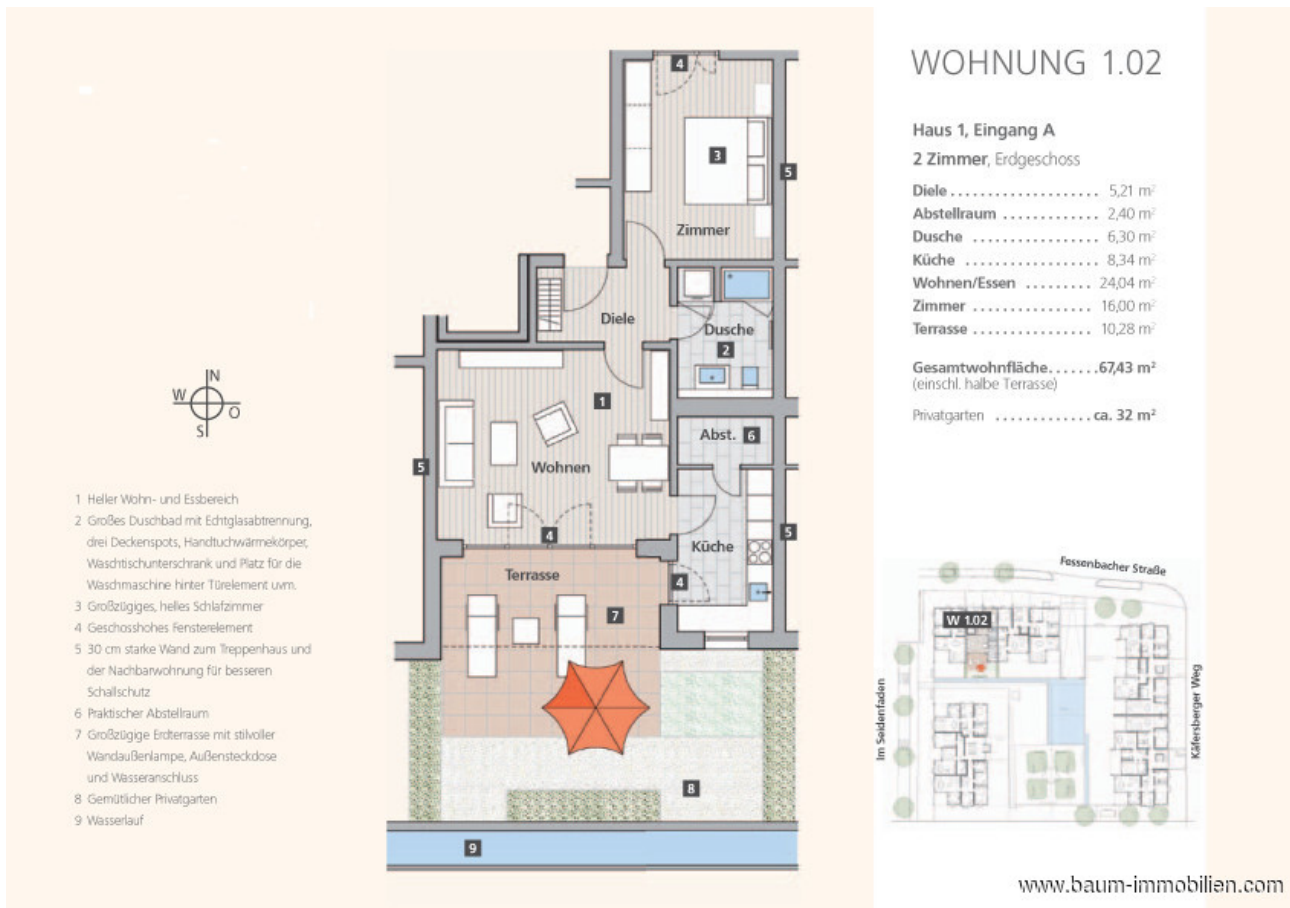 WOHNUNG 1.02
Haus 1, Eingang A
2 Zimmer, Erdgeschoss
Diele .................... 5,21 m²
Abstellraum ............. 2,40 m²
Dusche ................. 6,30 m²
Küche .................. 8,34 m²
Wohnen/Essen ......... 24,04 m²
Zimmer ................ 16,00 m²
Terrasse ................ 10,28 m²
Gesamtwohnfläche.......67,43 m²
(einschl. halbe Terrasse)
Privatgarten .............ca. 32 m²
4
3
5
Zimmer
Diele
Dusche
2
1
Abst. 6
Wohnen
5
4
5
Küche
4
Terrasse
7
8
9
N
W
O
S
1 Heller Wohn- und Essbereich
2 Großes Duschbad mit Echtglasabtrennung,
drei Deckenspots, Handtuchwärmekörper,
Waschtischunterschrank und Platz für die
Waschmaschine hinter Türelement uvm.
3 Großzügiges, helles Schlafzimmer
4 Geschosshohes Fensterelement
5 30 cm starke Wand zum Treppenhaus und
der Nachbarwohnung für besseren
Schallschutz
6 Praktischer Abstellraum
7 Großzügige Erdterrasse mit stilvoller
Wandaußenlampe, Außensteckdose
und Wasseranschluss
8 Gemütlicher Privatgarten
9 Wasserlauf
Fessenbacher Straße
W 1.02
Im Seidenfaden
Käfersberger Weg
www.baum-immobilien.com